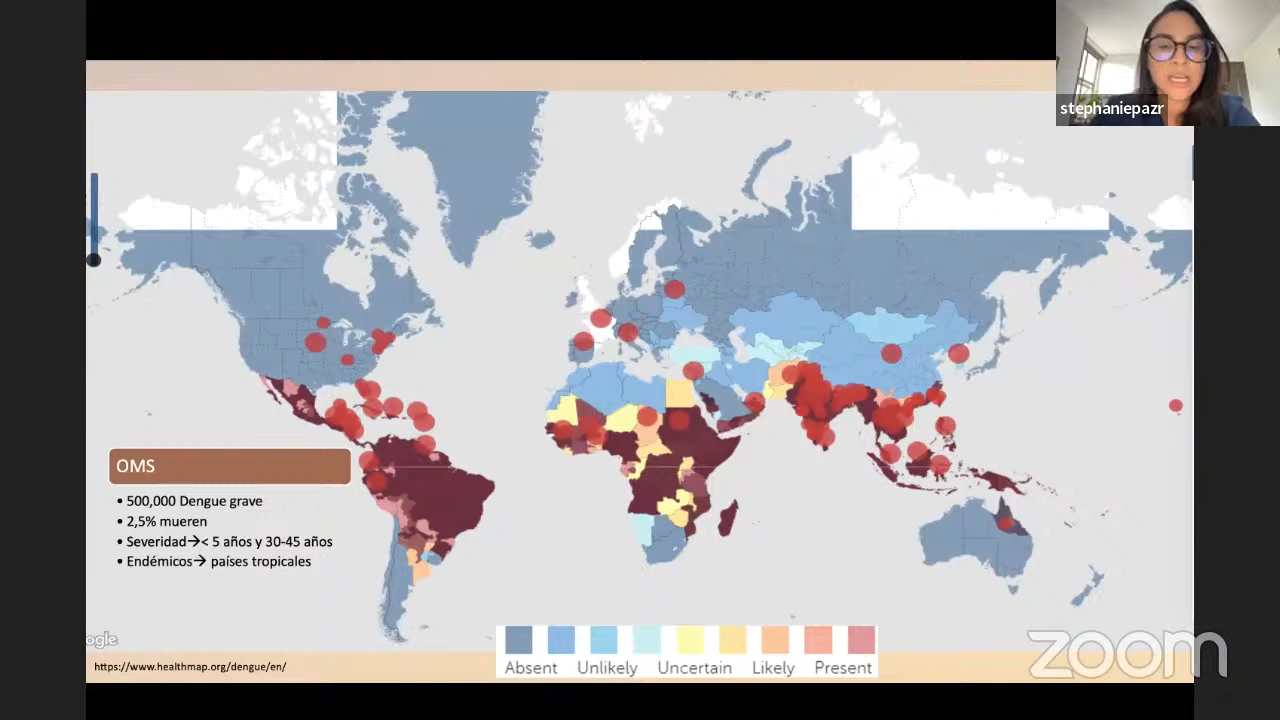 stephaniepazr
OMS
• 500,000 Dengue grave
• 2,5% mueren
• Severidad→< 5 años y 30-45 años
• Endémicos→ países tropicales
ogle
Absent Unlikely Uncertain Likely Present
https://www.healthmap.org/dengue/en/
zoom